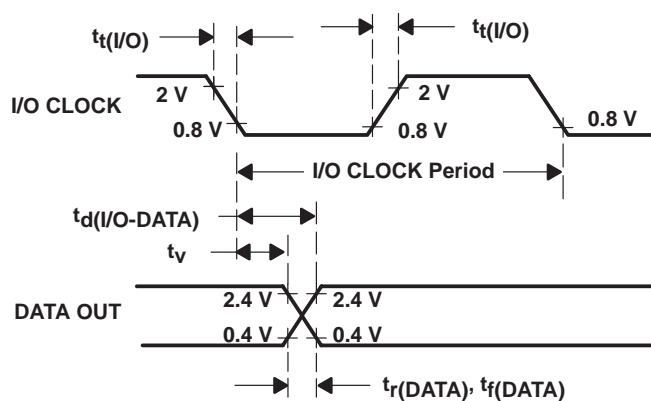 tt(I/O) tt(I/O)
I/O CLOCK
2 V 2 V
0.8 V 0.8 V 0.8 V
I/O CLOCK Period
td(I/O-DATA)
tv
DATA OUT
2.4 V 2.4 V
0.4 V 0.4 V
tr(DATA), tf(DATA)